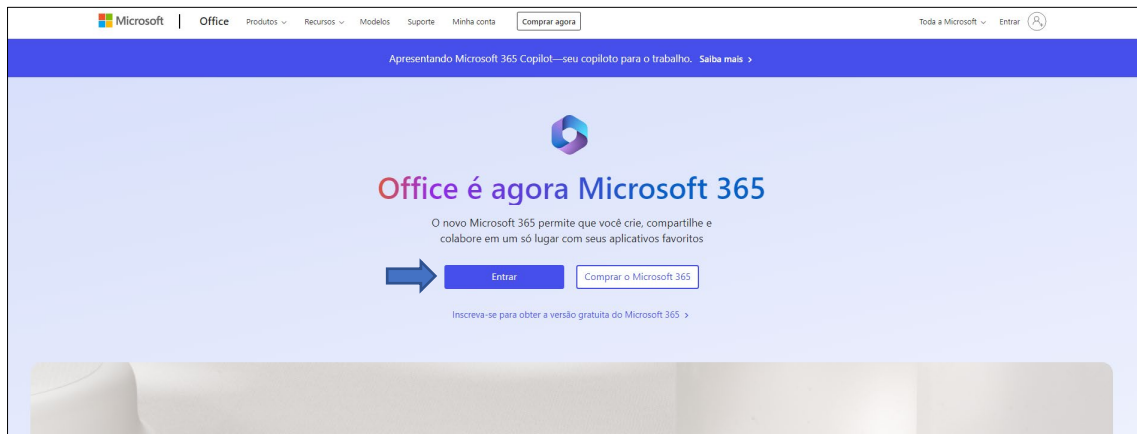 Microsoft Office Produtos Recursos Modelos Suporte Minha conta Comprar agora Toda a Microsoft Entrar
Apresentando Microsoft 365 Copilot—seu copiloto para o trabalho. Saiba mais >
Office é agora Microsoft 365
O novo Microsoft 365 permite que você crie, compartilhe e
colabore em um só lugar com seus aplicativos favoritos
Entrar Comprar o Microsoft 365
Inscreva-se para obter a versão gratuita do Microsoft 365 >